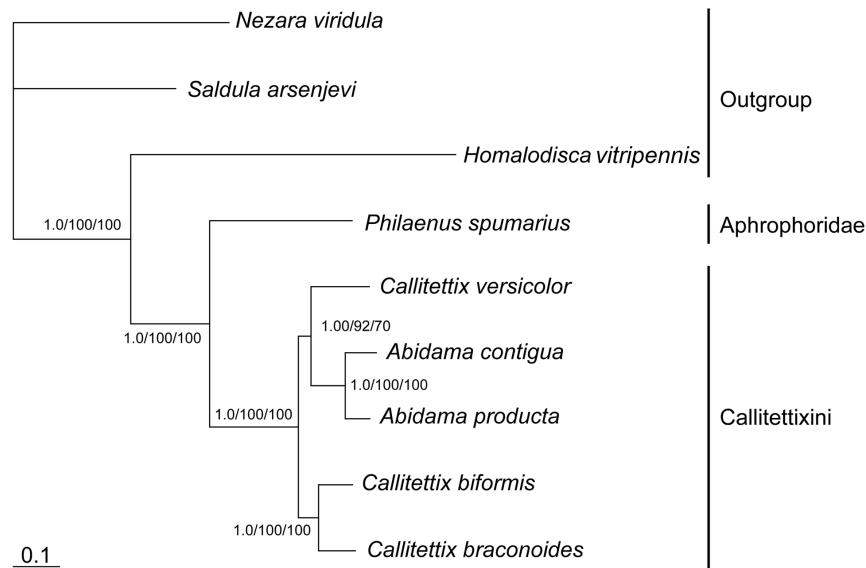 Nezara viridula
Saldula arsenjevi
Outgroup
Homalodisca vitripennis
1.0/100/100
Philaenus spumarius
Aphrophoridae
Callitettix versicolor
1.00/92/70
1.0/100/100
Abidama contigua
1.0/100/100
1.0/100/100
Abidama producta
Callitettixini
Callitettix biformis
1.0/100/100
Callitettix braconoides
0.1